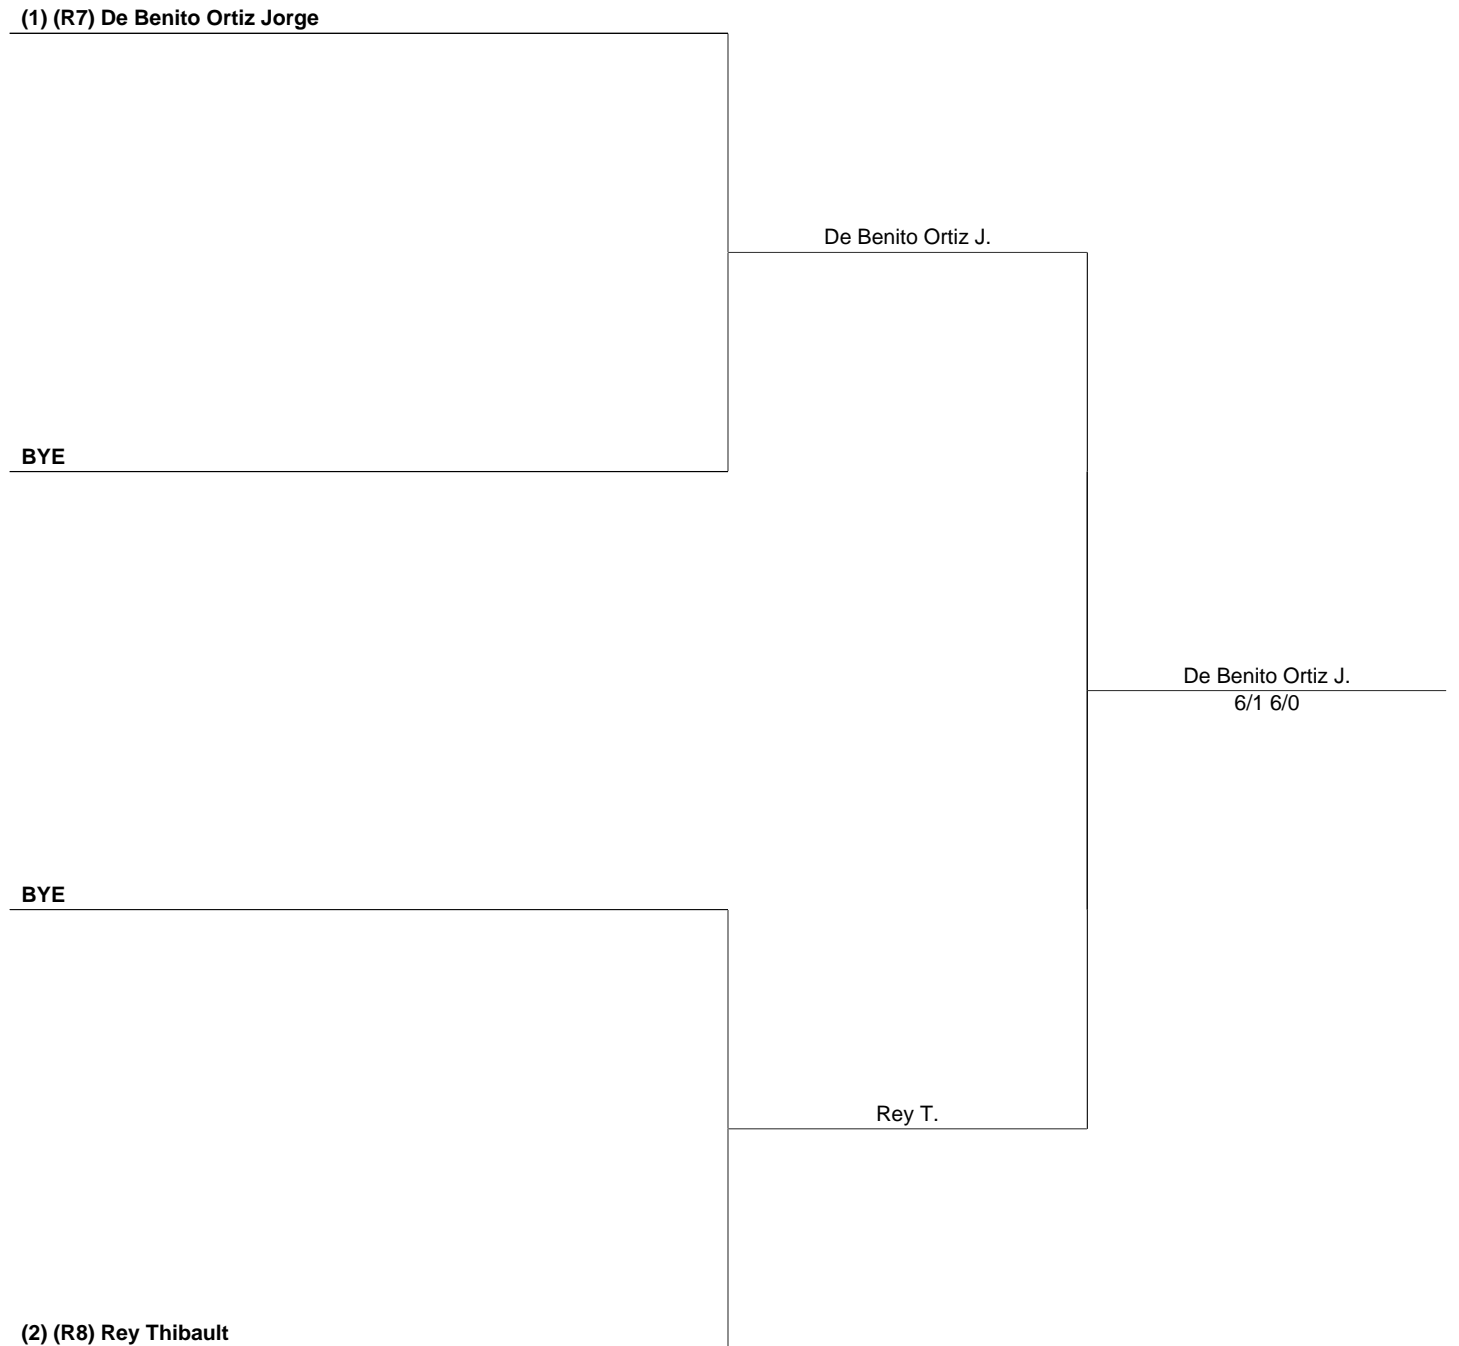 (1) (R7) De Benito Ortiz Jorge
De Benito Ortiz J.
BYE
De Benito Ortiz J.
6/1 6/0
BYE
Rey T.
(2) (R8) Rey Thibault